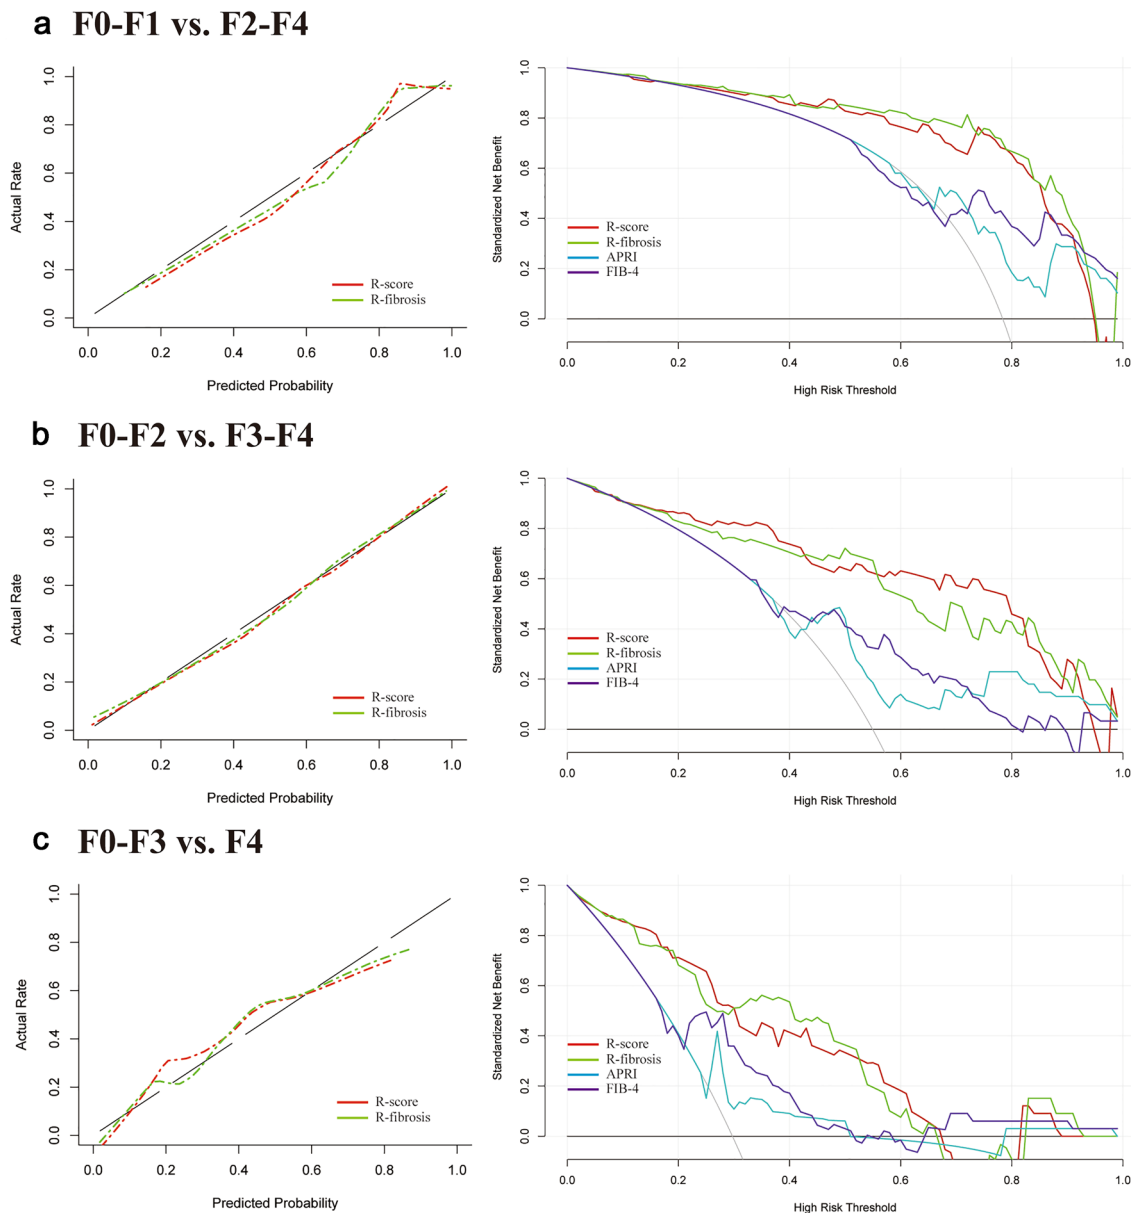 a F0-F1 vs. F2-F4
Actual Rate
0.0 0.2 0.4 0.6 0.8 1.0
R-score
R-fibrosis
0.0 0.2 0.4 0.6 0.8 1.0
Predicted Probability
Standardized Net Benefit
0.0 0.2 0.4 0.6 0.8 1.0
R-score
R-fibrosis
APRI
FIB-4
0.0 0.2 0.4 0.6 0.8 1.0
High Risk Threshold
b F0-F2 vs. F3-F4
Actual Rate
0.0 0.2 0.4 0.6 0.8 1.0
R-score
R-fibrosis
0.0 0.2 0.4 0.6 0.8 1.0
Predicted Probability
Standardized Net Benefit
0.0 0.2 0.4 0.6 0.8 1.0
R-score
R-fibrosis
APRI
FIB-4
0.0 0.2 0.4 0.6 0.8 1.0
High Risk Threshold
c F0-F3 vs. F4
Actual Rate
0.0 0.2 0.4 0.6 0.8 1.0
R-score
R-fibrosis
0.0 0.2 0.4 0.6 0.8 1.0
Predicted Probability
Standardized Net Benefit
0.0 0.2 0.4 0.6 0.8 1.0
R-score
R-fibrosis
APRI
FIB-4
0.0 0.2 0.4 0.6 0.8 1.0
High Risk Threshold